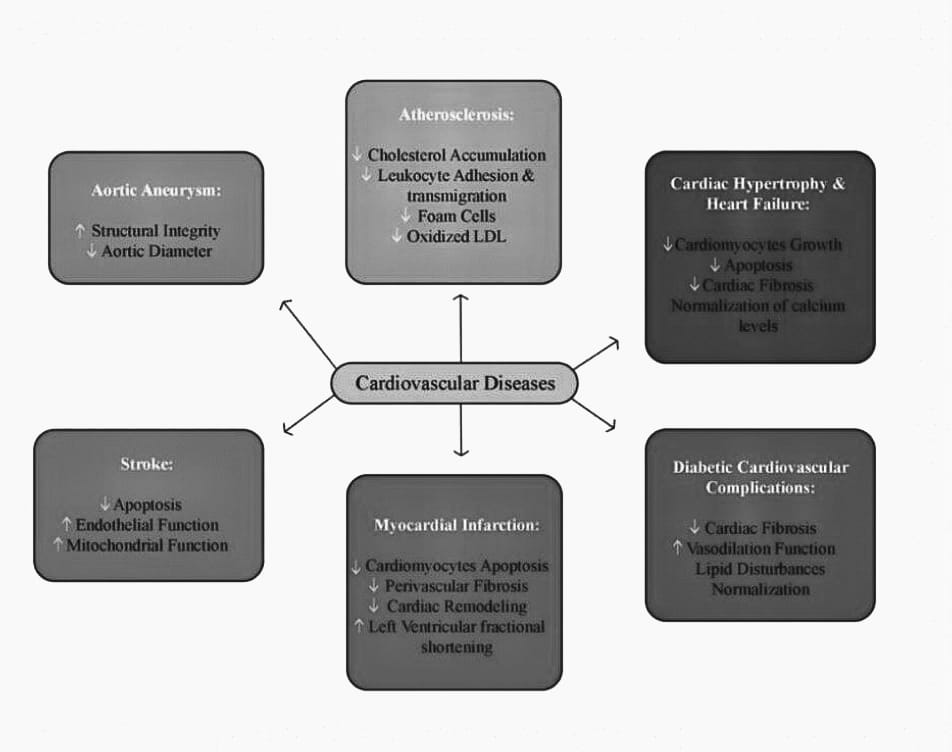 Atherosclerosis:
↓ Cholesterol Accumulation
↓ Leukocyte Adhesion &
transmigration
↓ Foam Cells
↓ Oxidized LDL
Aortic Aneurysm:
↑ Structural Integrity
↓ Aortic Diameter
Cardiac Hypertrophy &
Heart Failure:
↓Cardiomyocytes Growth
↓ Apoptosis
↓ Cardiac Fibrosis
Normalization of calcium
levels
Cardiovascular Diseases
Stroke:
↓ Apoptosis
↑ Endothelial Function
↑ Mitochondrial Function
Myocardial Infarction:
↓ Cardiomyocytes Apoptosis
↓ Perivascular Fibrosis
↓ Cardiac Remodeling
↑ Left Ventricular fractional
shortening
Diabetic Cardiovascular
Complications:
↓ Cardiac Fibrosis
↑ Vasodilation Function
Lipid Disturbances
Normalization